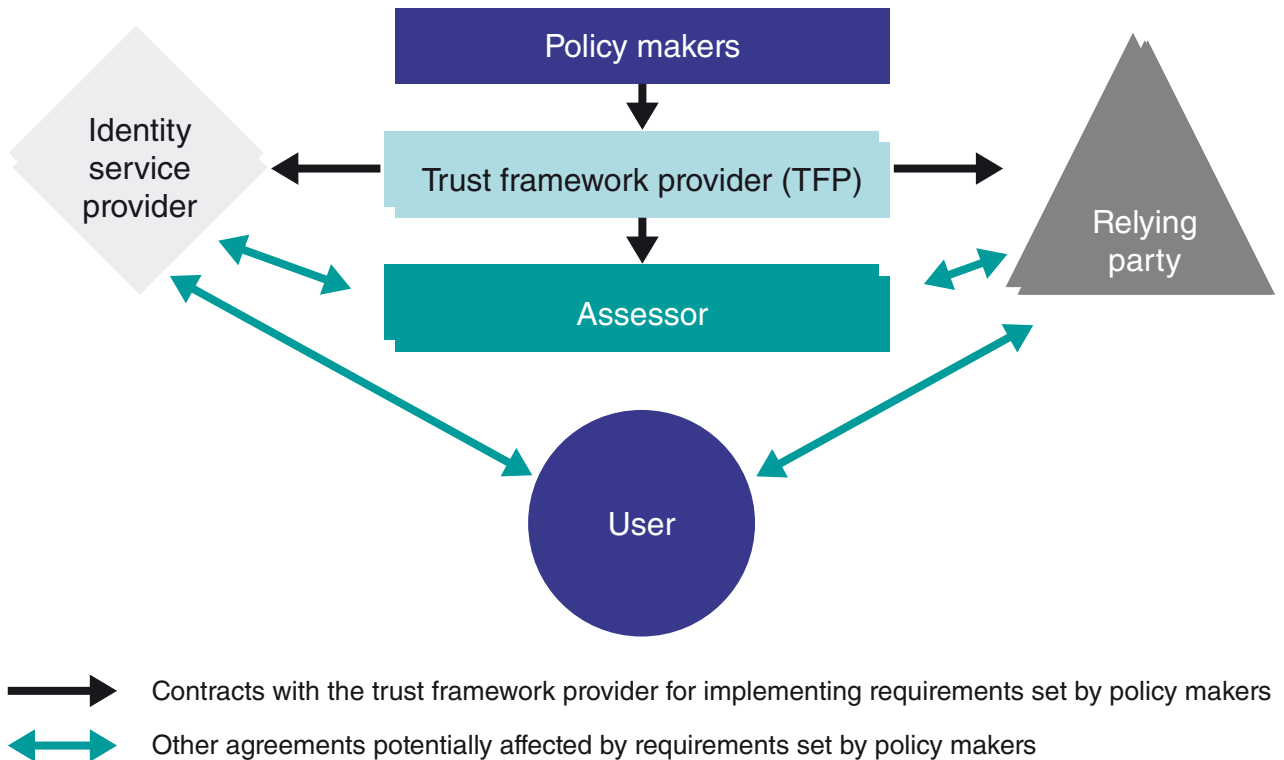 Policy makers
Identity
service
provider
Trust framework provider (TFP)
Relying
party
Assessor
User
Contracts with the trust framework provider for implementing requirements set by policy makers
Other agreements potentially affected by requirements set by policy makers